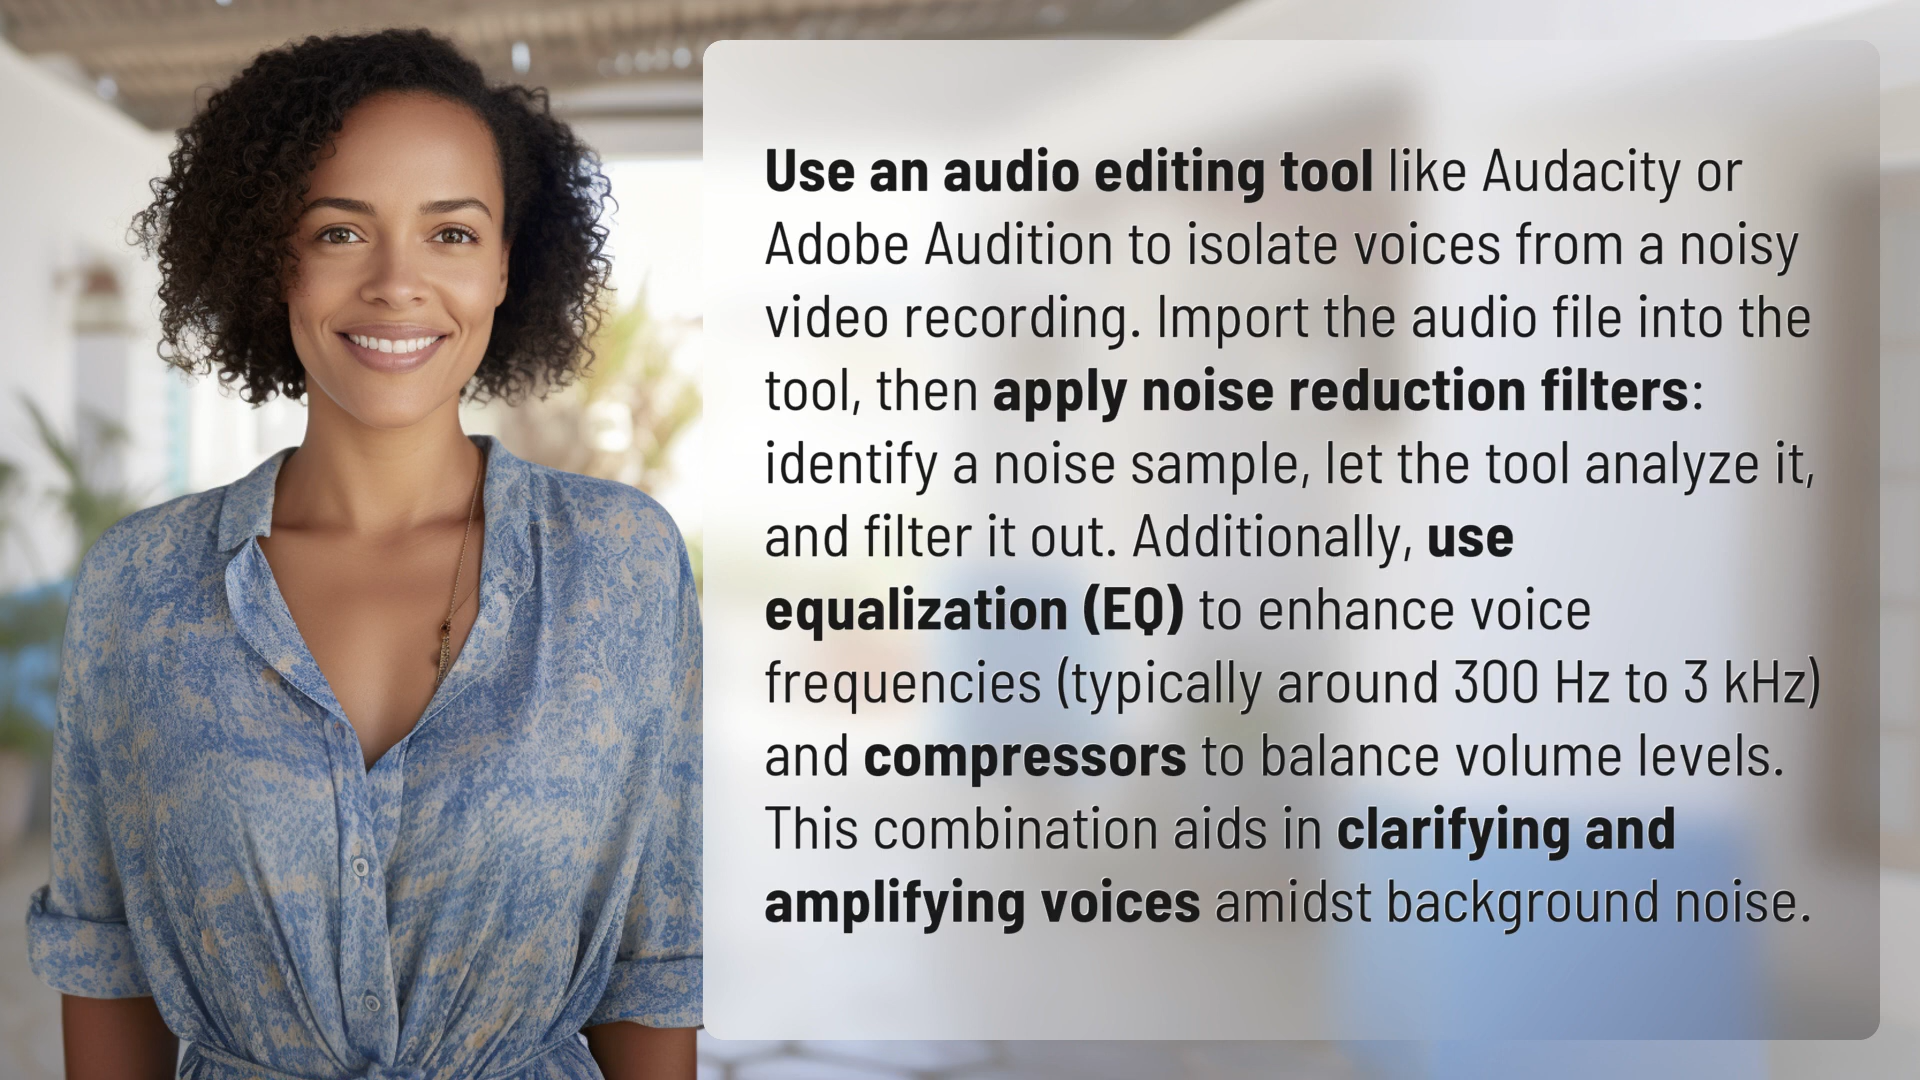 Use an audio editing tool like Audacity or
Adobe Audition to isolate voices from a noisy
video recording. Import the audio file into the
tool, then apply noise reduction filters:
identify a noise sample, let the tool analyze it,
and filter it out. Additionally, use
equalization (EQ) to enhance voice
frequencies (typically around 300 Hz to 3 kHz)
and compressors to balance volume levels.
This combination aids in clarifying and
amplifying voices amidst background noise.